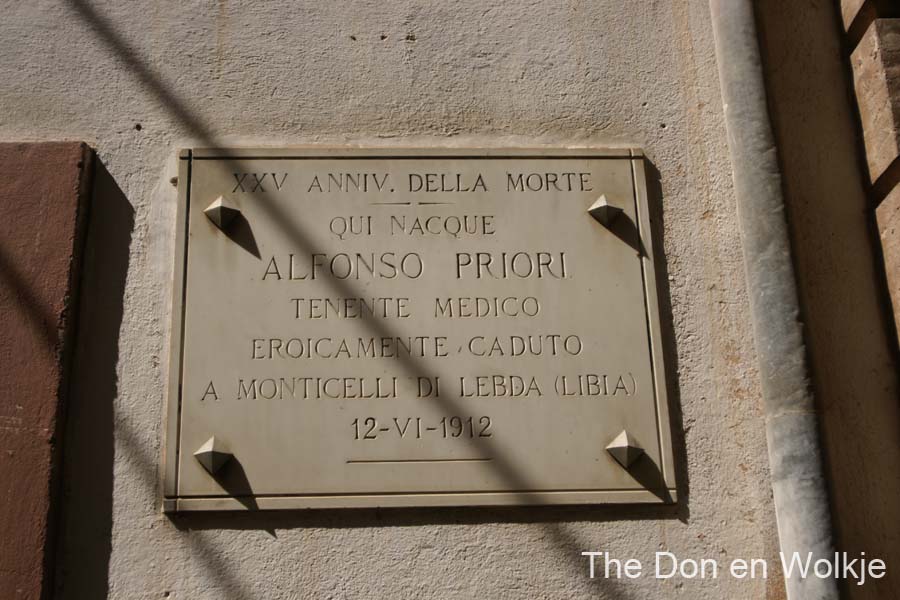 XXV ANNIV. DELLA MORTE
QUI NACQUE
ALFONSO PRIORI
TENENTE MEDICO
EROICAMENTE CADUTO
A MONTICELLI DI LEBDA (LIBIA)
12-VI-1912
The Don en Wolkje